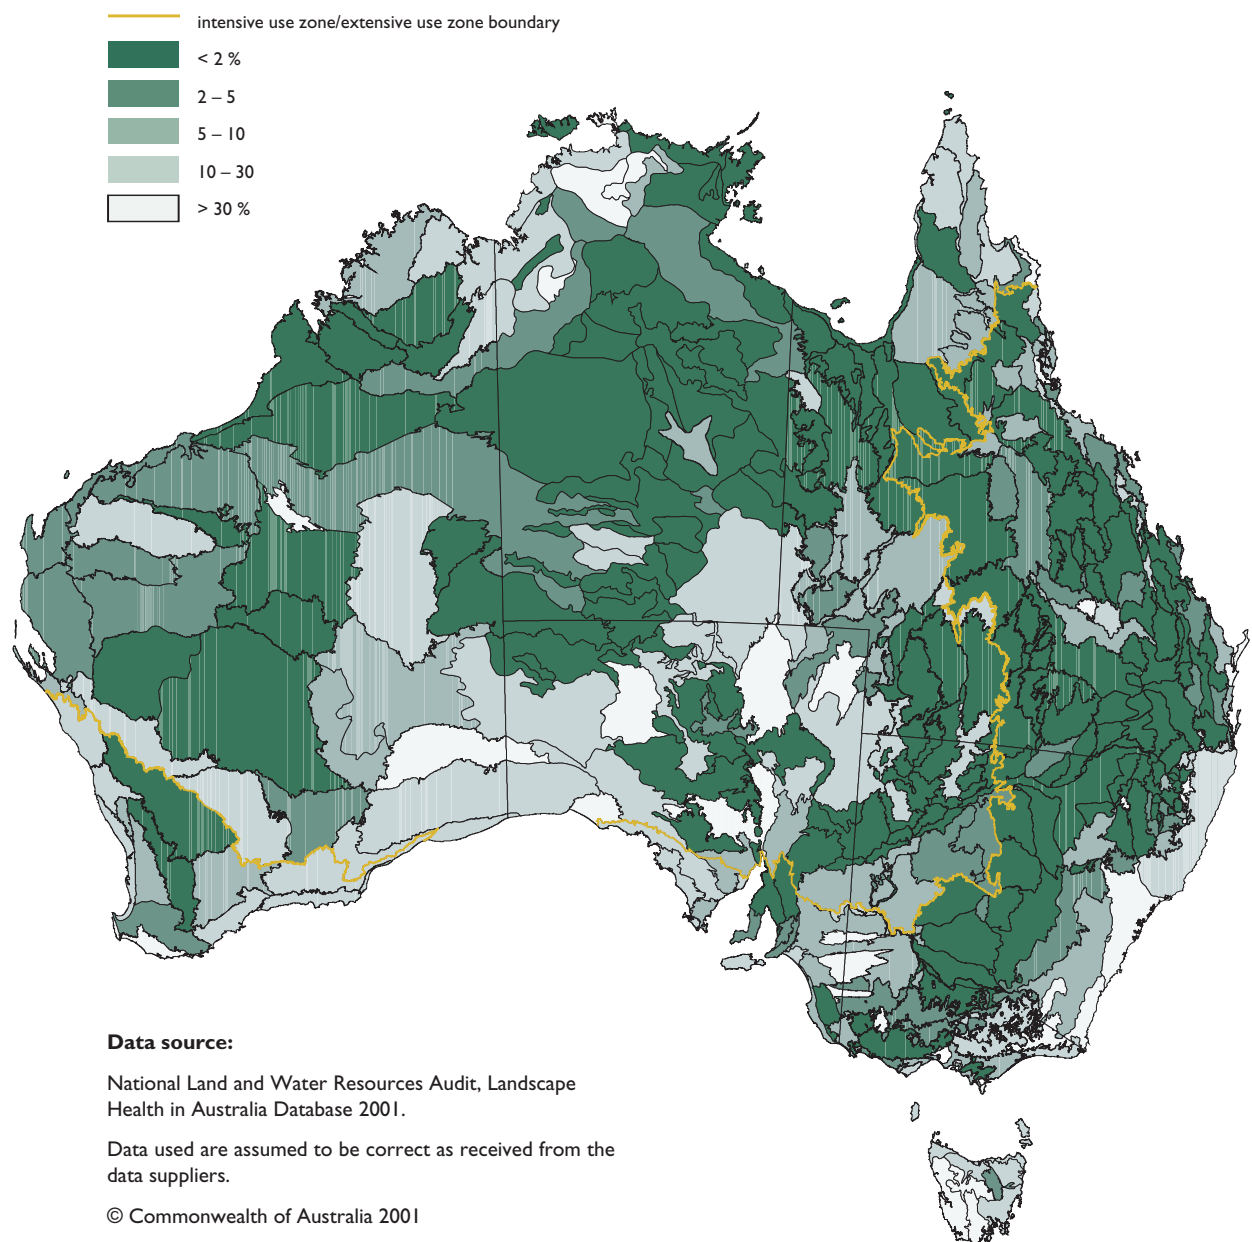 intensive use zone/extensive use zone boundary
< 2 %
2 – 5
5 – 10
10 – 30
> 30 %
Data source:
National Land and Water Resources Audit, Landscape
Health in Australia Database 2001.
Data used are assumed to be correct as received from the
data suppliers.
© Commonwealth of Australia 2001